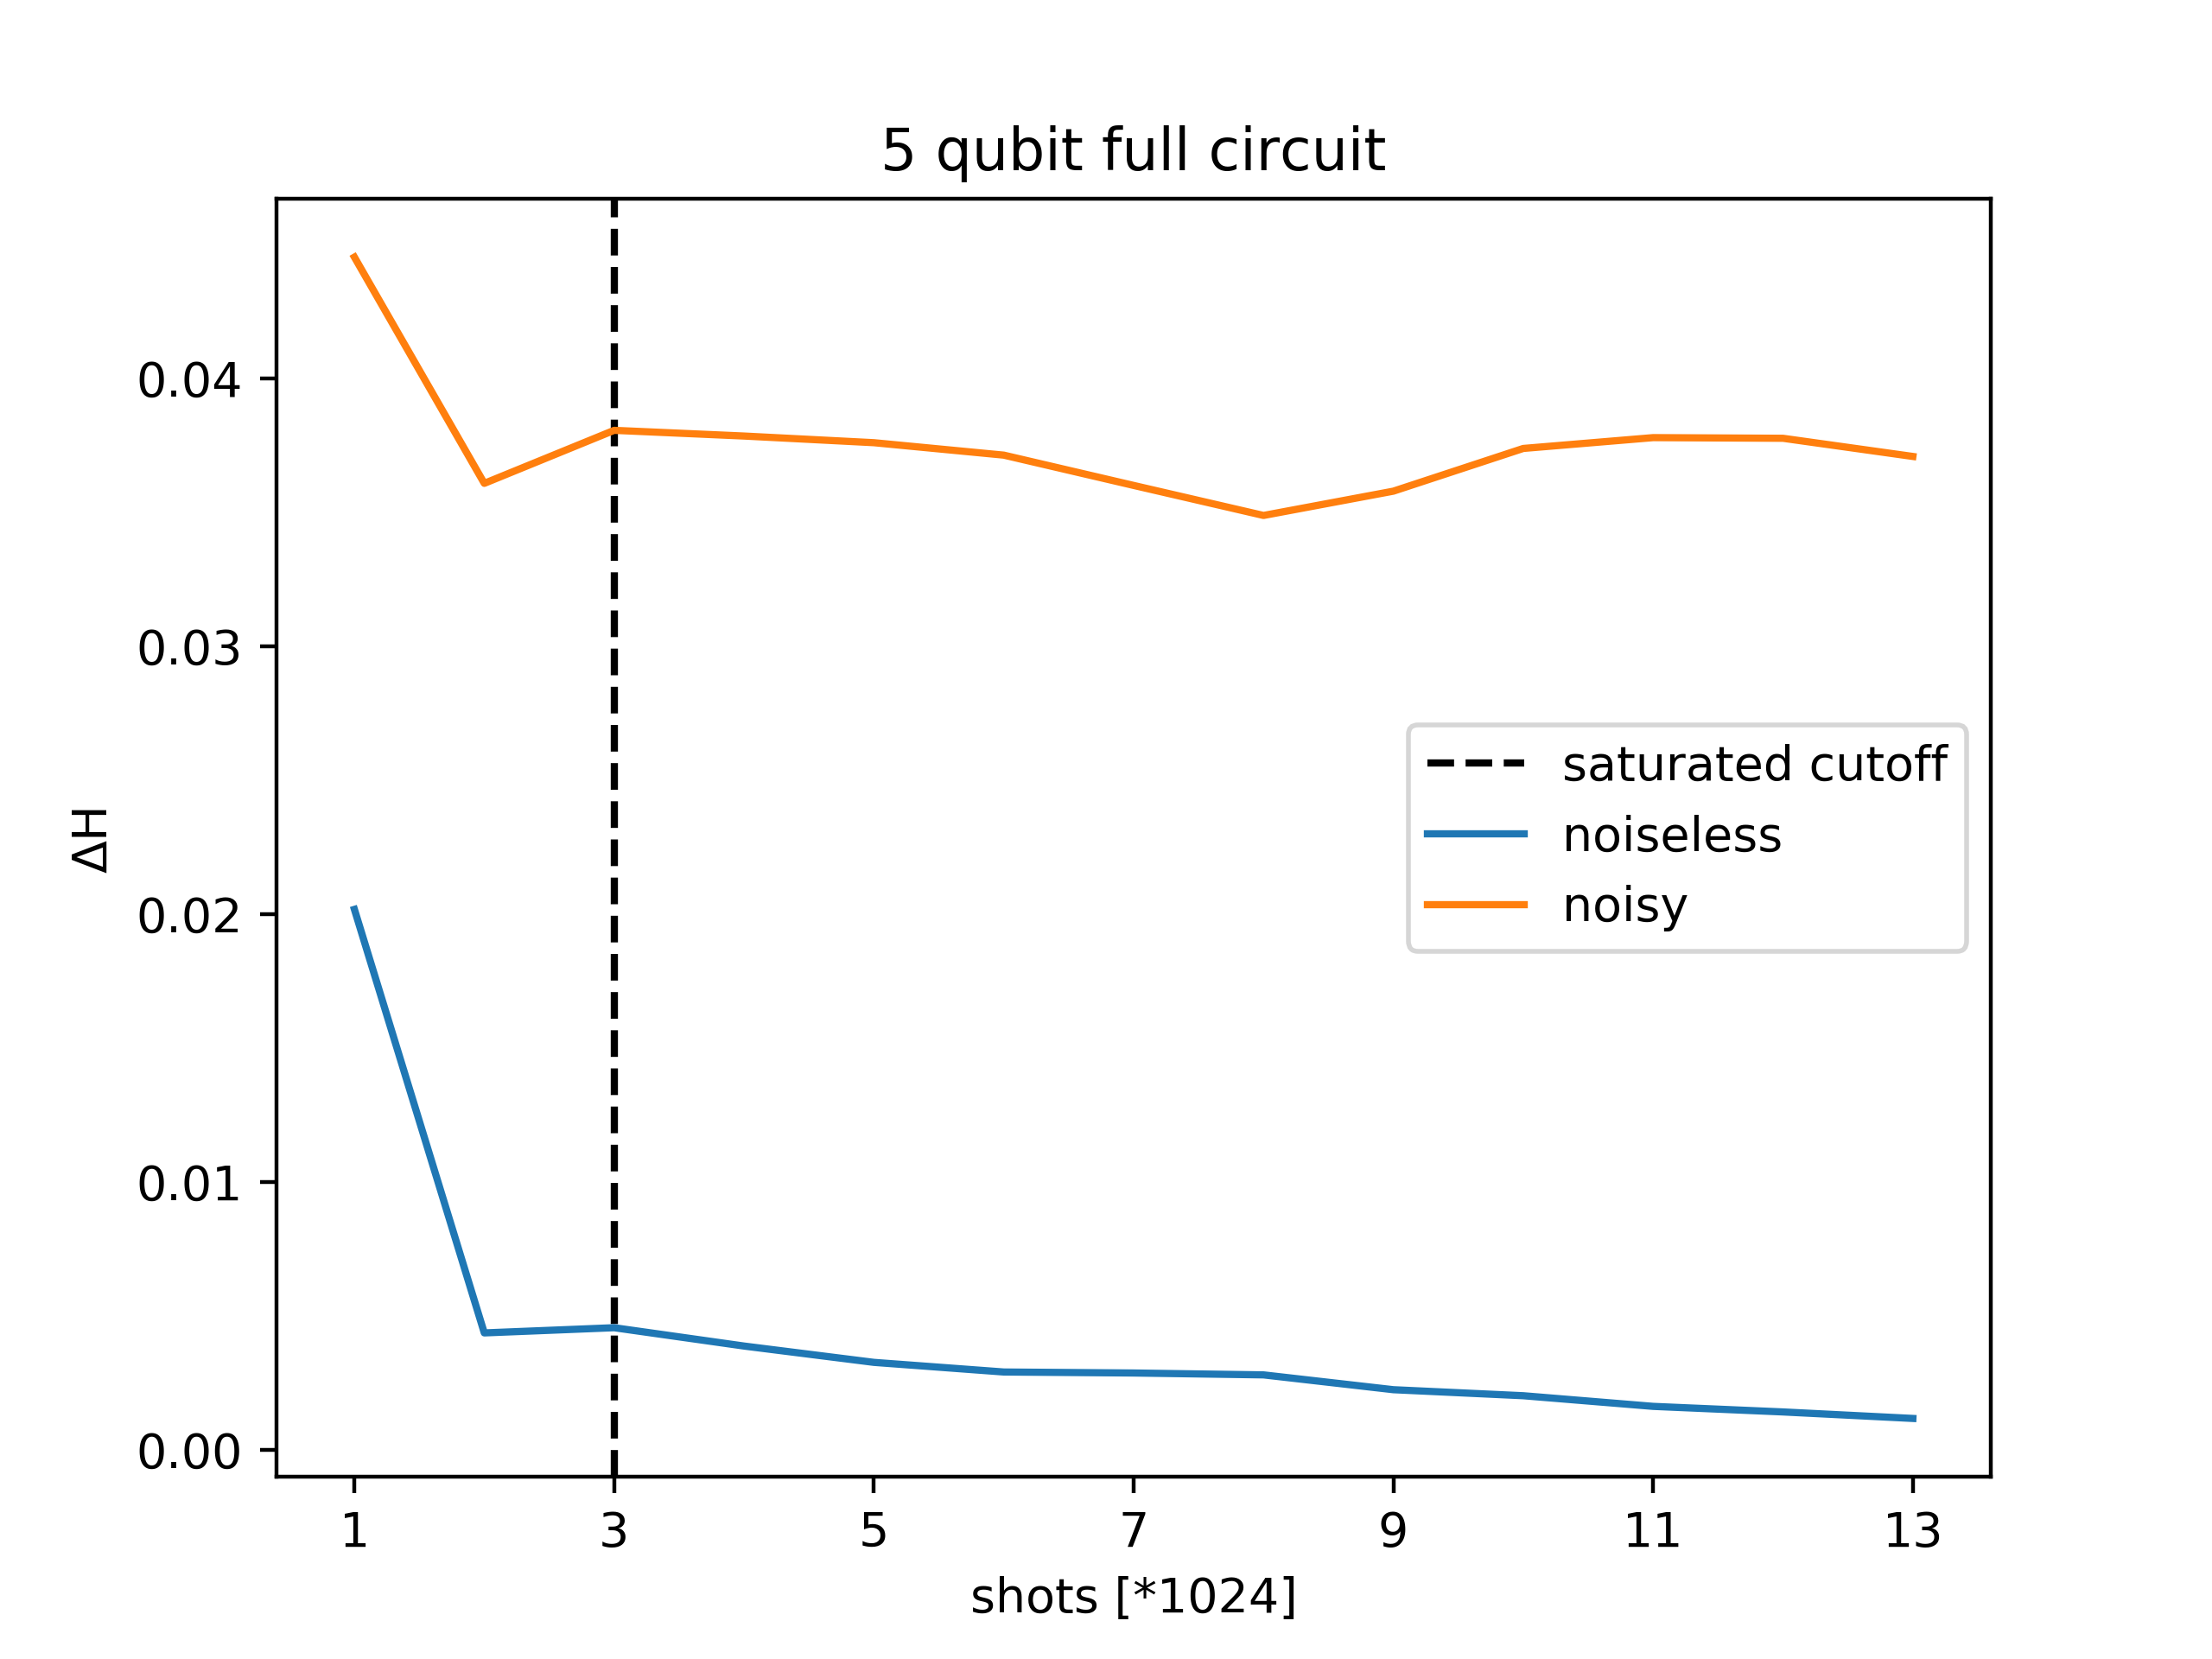 5 qubit full circuit
0.04
0.03
0.02
0.01
0.00
ΔH
saturated cutoff
noiseless
noisy
1 3 5 7 9 11 13
shots [*1024]